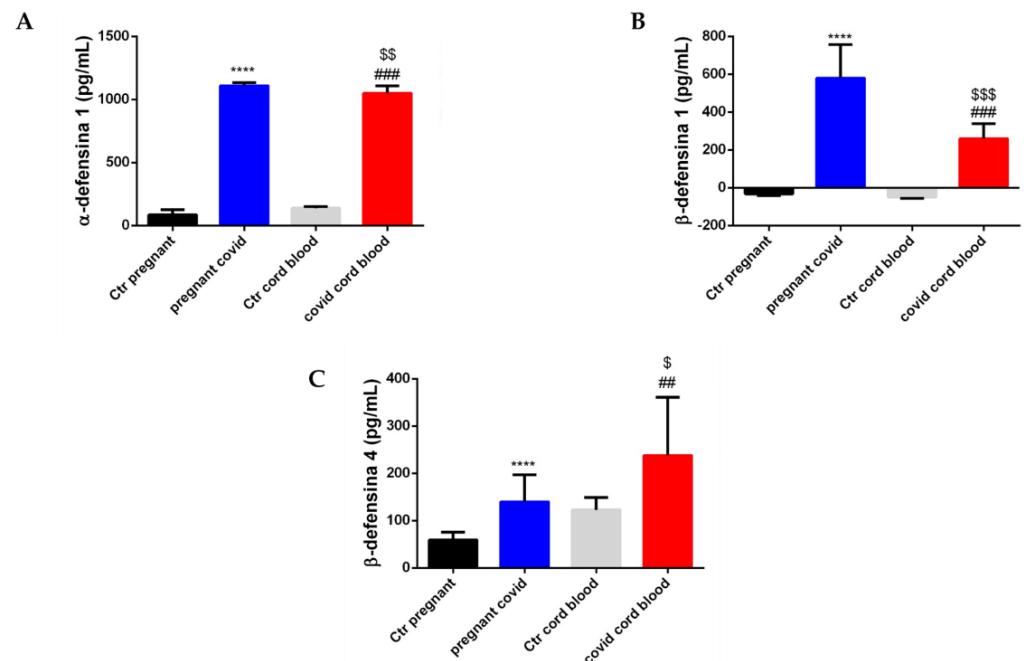 A
α-defensina 1 (pg/mL)
1500
1000
500
0
****
$$
###
Ctr pregnant
pregnant covid
Ctr cord blood
covid cord blood
B
β-defensina 1 (pg/mL)
800
600
400
200
0
-200
****
$$$
###
Ctr pregnant
pregnant covid
Ctr cord blood
covid cord blood
C
β-defensina 4 (pg/mL)
400
300
200
100
0
****
$
##
Ctr pregnant
pregnant covid
Ctr cord blood
covid cord blood